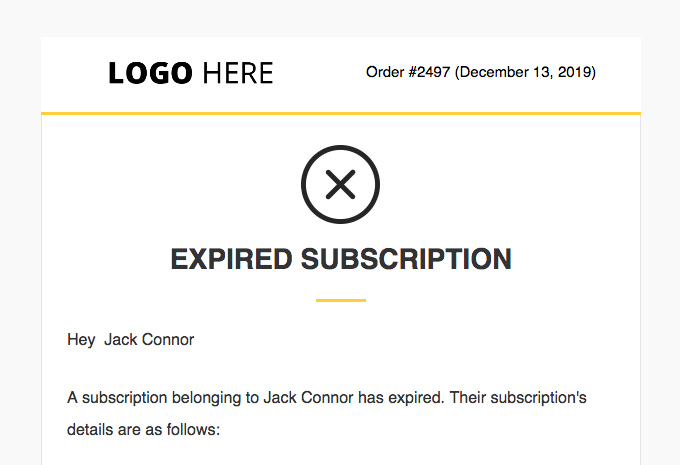 LOGO HERE
Order #2497 (December 13, 2019)
EXPIRED SUBSCRIPTION
Hey  Jack Connor
A subscription belonging to Jack Connor has expired. Their subscription's
details are as follows: